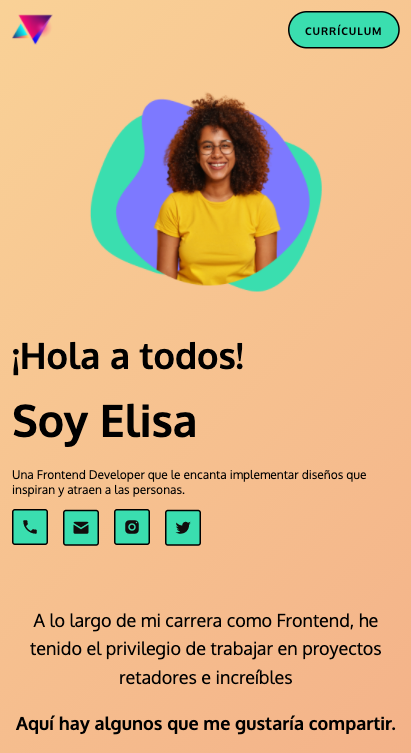 CURRÍCULUM
¡Hola a todos!
Soy Elisa
Una Frontend Developer que le encanta implementar diseños que
inspiran y atraen a las personas.
A lo largo de mi carrera como Frontend, he
tenido el privilegio de trabajar en proyectos
retadores e increíbles
Aquí hay algunos que me gustaría compartir.